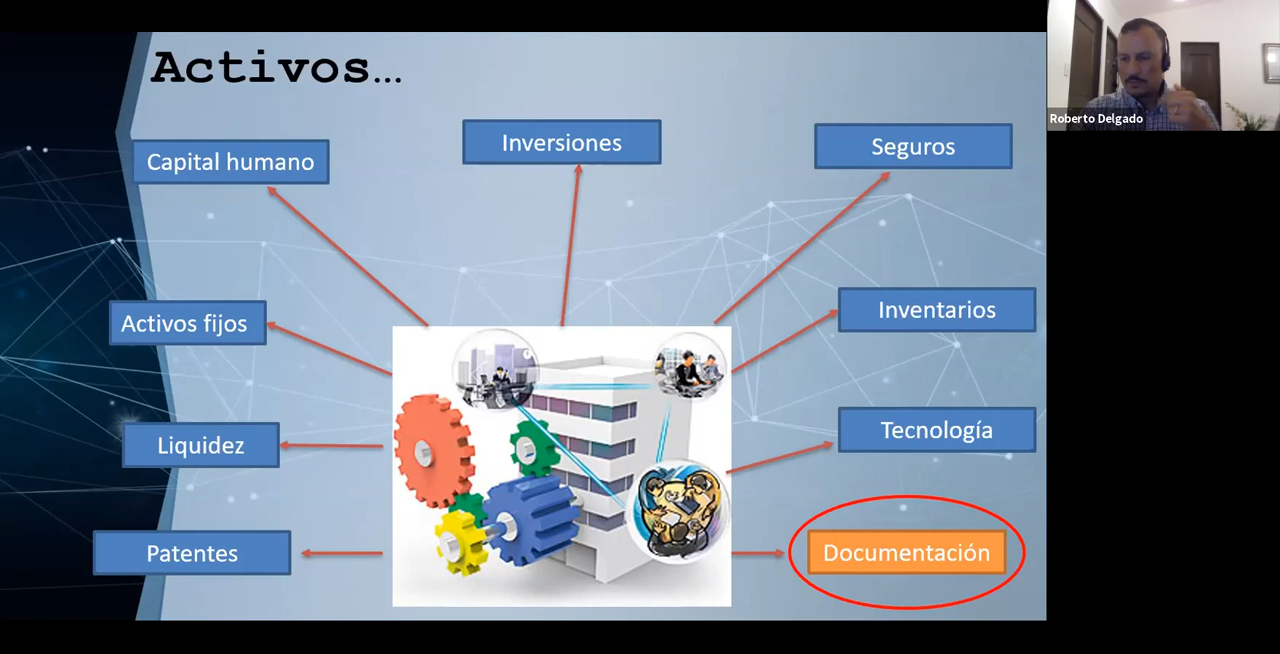 Activos...
Roberto Delgado
Capital humano
Inversiones
Seguros
Activos fijos
Inventarios
Liquidez
Tecnología
Patentes
Documentación